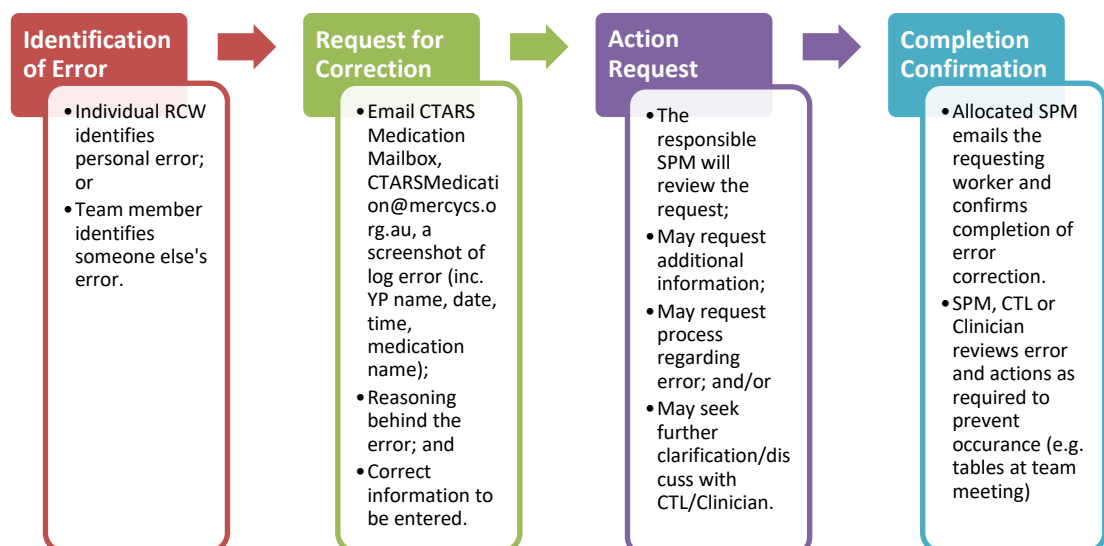 Identification
of Error
•Individual RCW
identifies
personal error;
or
•Team member
identifies
someone else's
error.
Request for
Correction
•Email CTARS
Medication
Mailbox,
CTARSMedicati
on@mercycs.o
rg.au, a
screenshot of
log error (inc.
YP name, date,
time,
medication
name);
•Reasoning
behind the
error; and
•Correct
information to
be entered.
Action
Request
•The
responsible
SPM will
review the
request;
•May request
additional
information;
•May request
process
regarding
error; and/or
•May seek
further
clarification/dis
cuss with
CTL/Clinician.
Completion
Confirmation
•Allocated SPM
emails the
requesting
worker and
confirms
completion of
error
correction.
•SPM, CTL or
Clinician
reviews error
and actions as
required to
prevent
occurance (e.g.
tables at team
meeting)